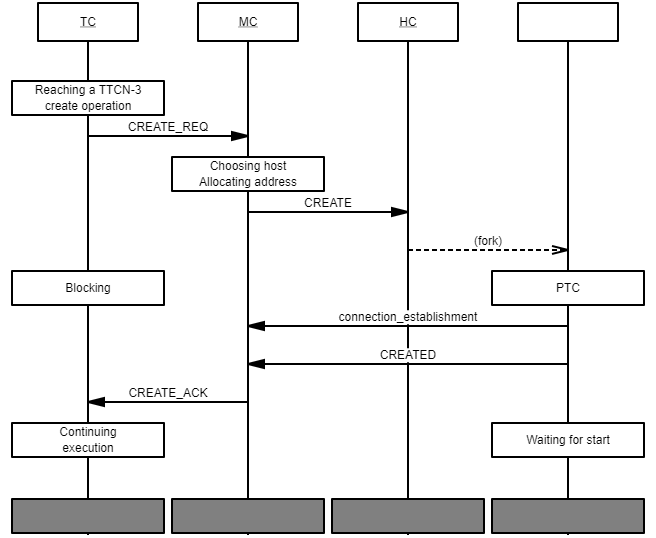 TC
MC
HC
Reaching a TTCN-3
create operation
CREATE_REQ
Choosing host
Allocating address
CREATE
(fork)
Blocking
PTC
connection_establishment
CREATED
CREATE_ACK
Continuing
execution
Waiting for start